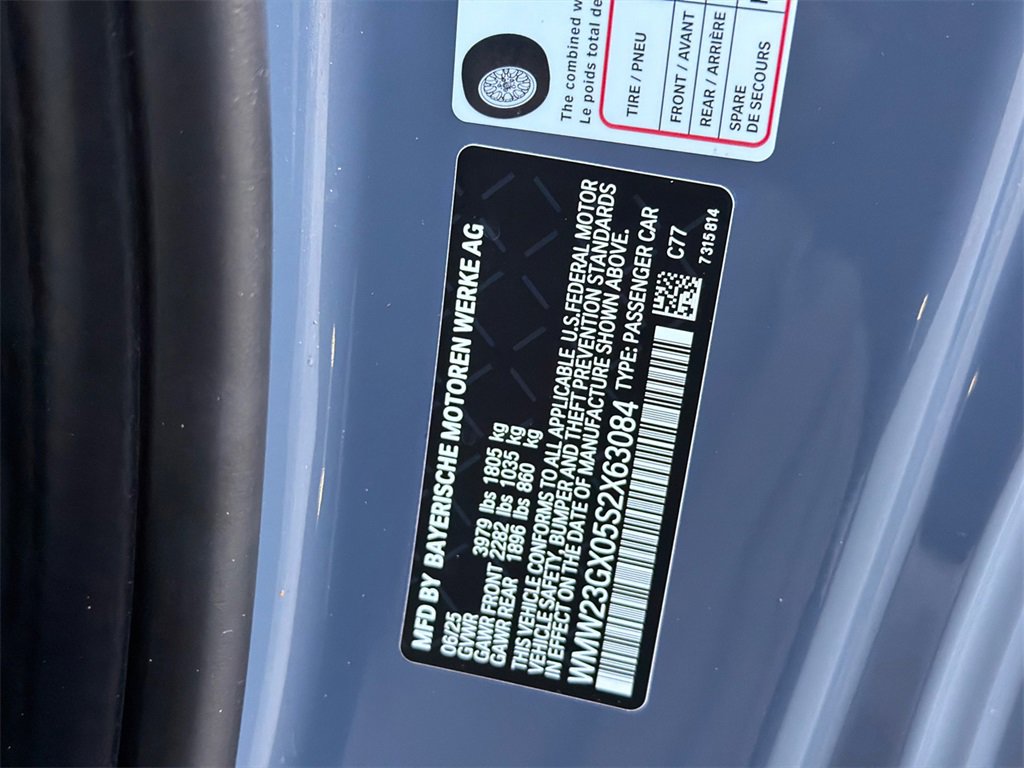 The combined w
Le poids total de
TIRE / PNEU
FRONT / AVANT
REAR / ARRIÈRE
SPARE
DE SECOURS
MFD BY BAYERISCHE MOTOREN WERKE AG
06/25
GVWR 3979 lbs 1805 kg
GAWR FRONT 2282 lbs 1035 kg
GAWR REAR 1896 lbs 860 kg
THIS VEHICLE CONFORMS TO ALL APPLICABLE U.S. FEDERAL MOTOR
VEHICLE SAFETY, BUMPER AND THEFT PREVENTION STANDARDS
IN EFFECT ON THE DATE OF MANUFACTURE SHOWN ABOVE.
WMW23GX05S2X63084 TYPE: PASSENGER CAR
C77
7315814